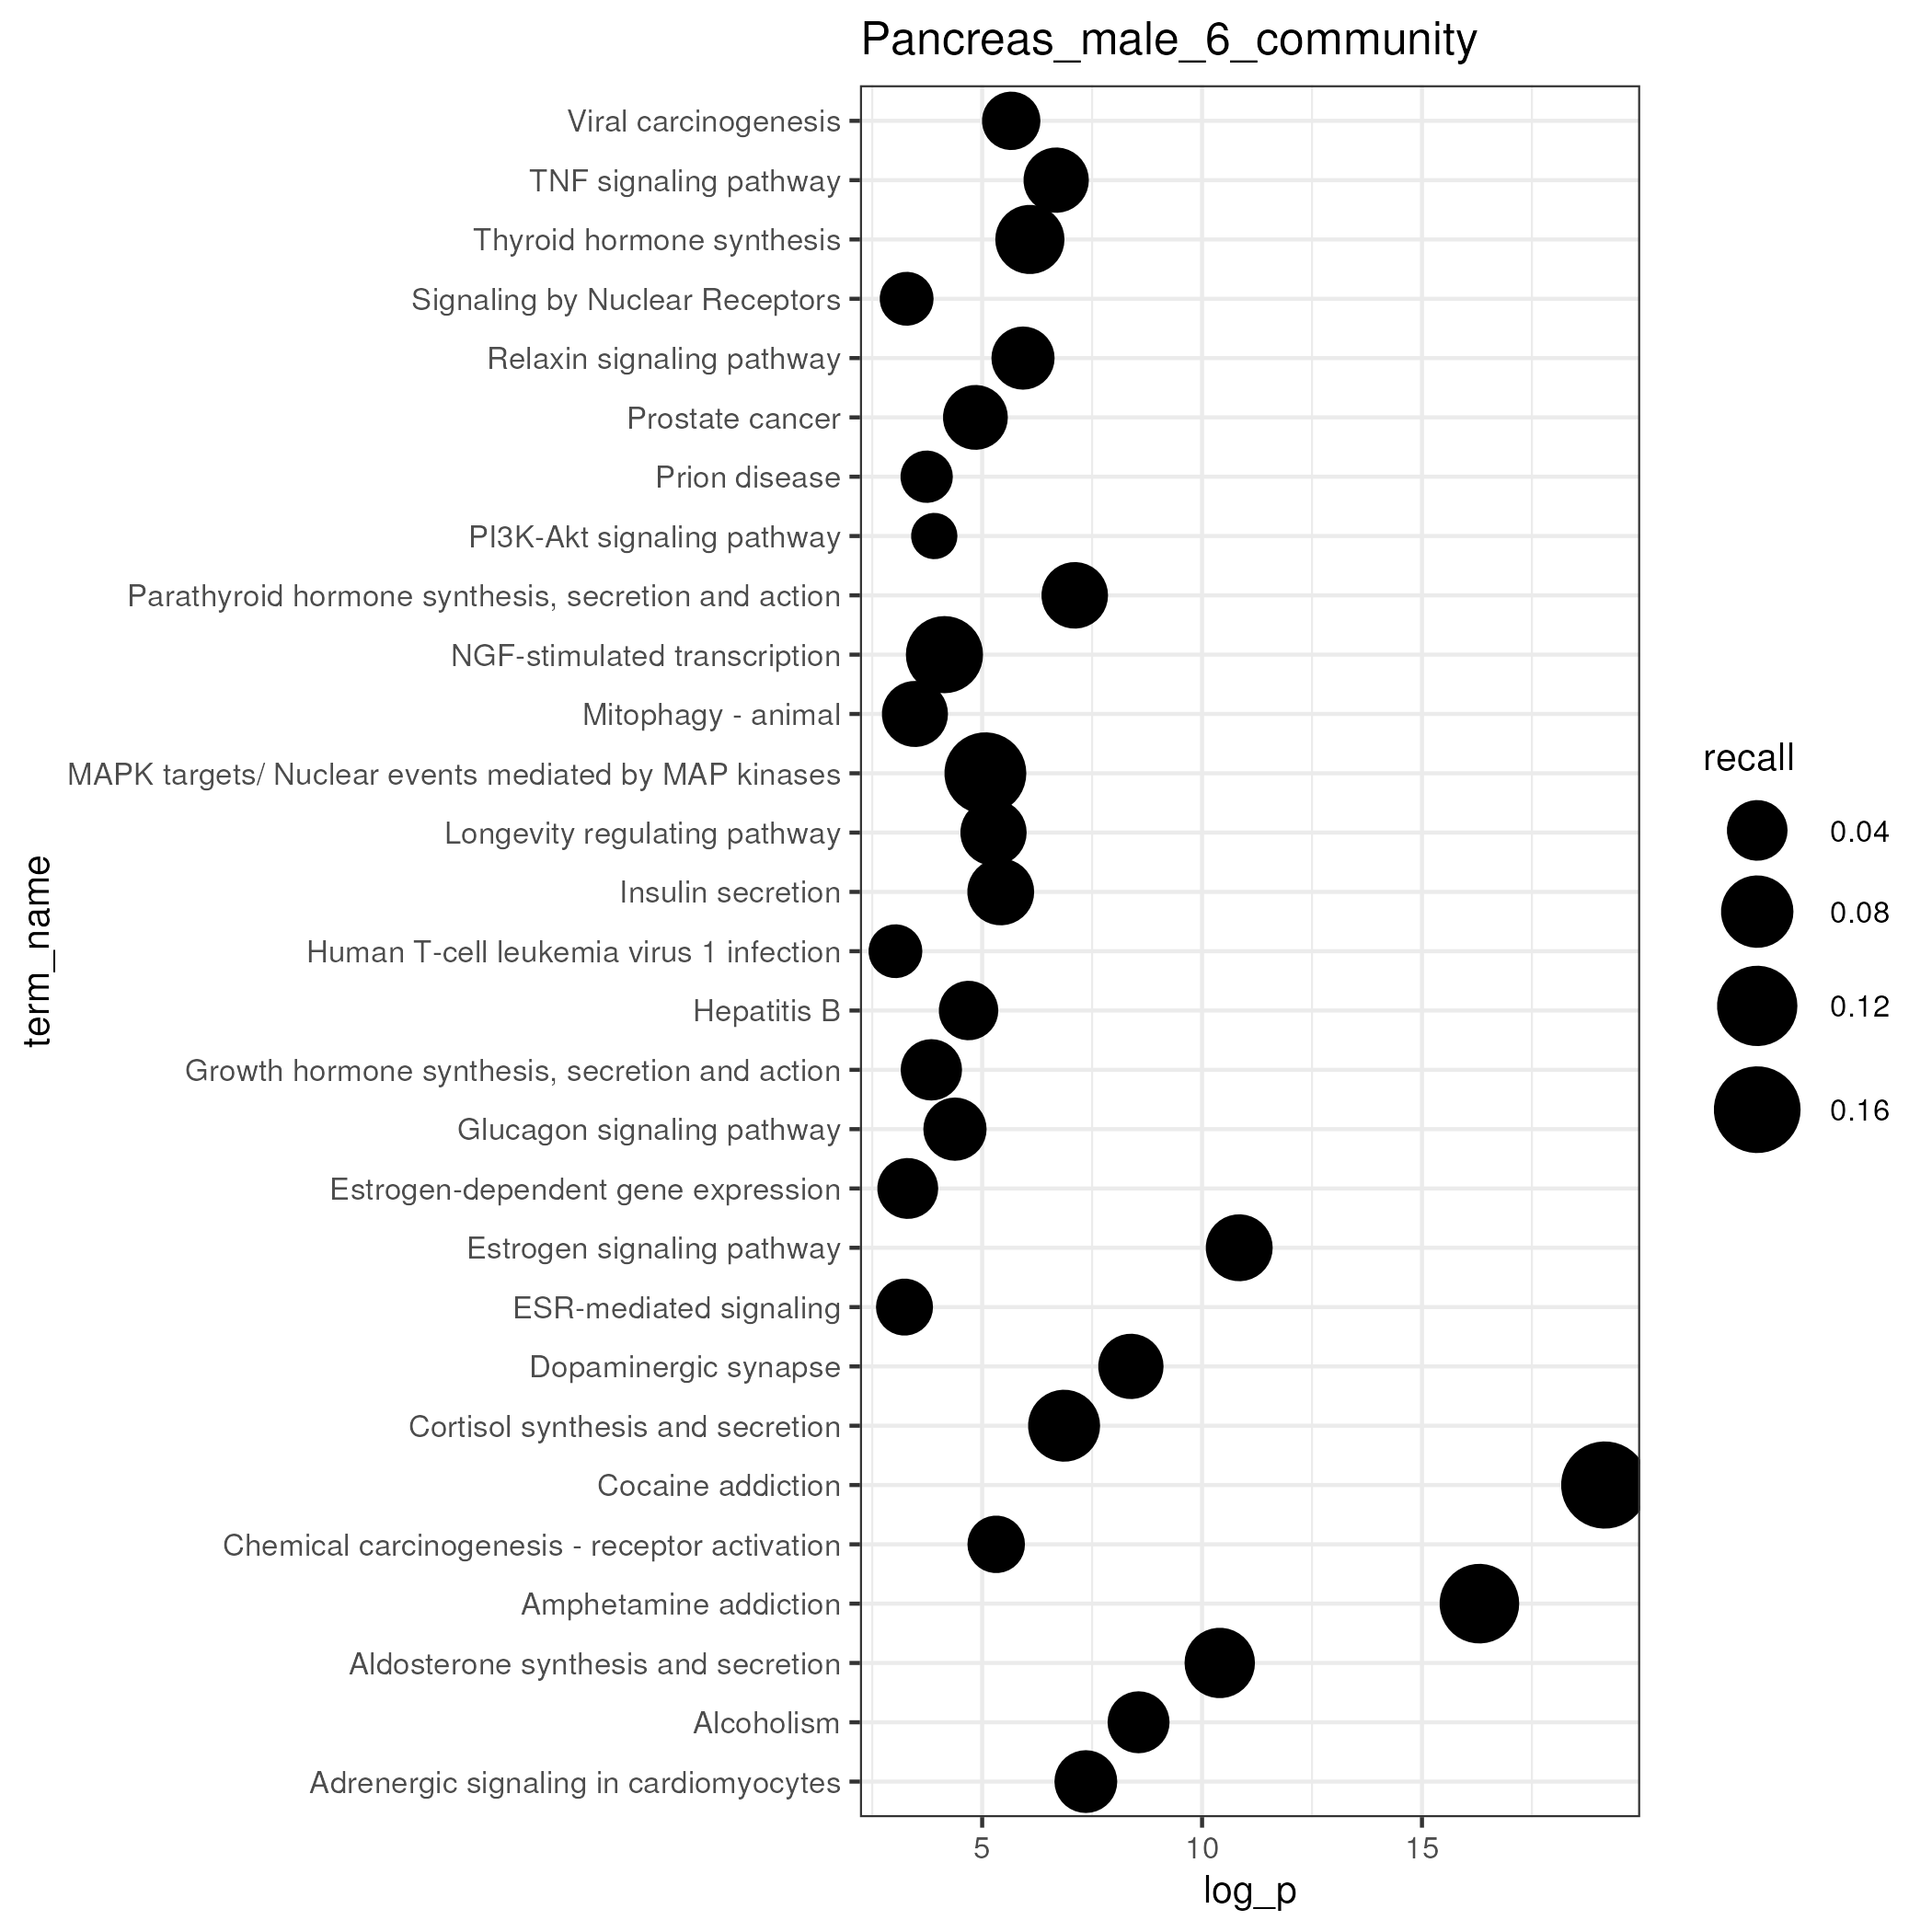 Pancreas_male_6_community
Viral carcinogenesis
TNF signaling pathway
Thyroid hormone synthesis
Signaling by Nuclear Receptors
Relaxin signaling pathway
Prostate cancer
Prion disease
PI3K-Akt signaling pathway
Parathyroid hormone synthesis, secretion and action
NGF-stimulated transcription
Mitophagy - animal
MAPK targets/ Nuclear events mediated by MAP kinases
Longevity regulating pathway
Insulin secretion
Human T-cell leukemia virus 1 infection
Hepatitis B
Growth hormone synthesis, secretion and action
Glucagon signaling pathway
Estrogen-dependent gene expression
Estrogen signaling pathway
ESR-mediated signaling
Dopaminergic synapse
Cortisol synthesis and secretion
Cocaine addiction
Chemical carcinogenesis - receptor activation
Amphetamine addiction
Aldosterone synthesis and secretion
Alcoholism
Adrenergic signaling in cardiomyocytes
term_name
5 10 15
log_p
recall
0.04
0.08
0.12
0.16